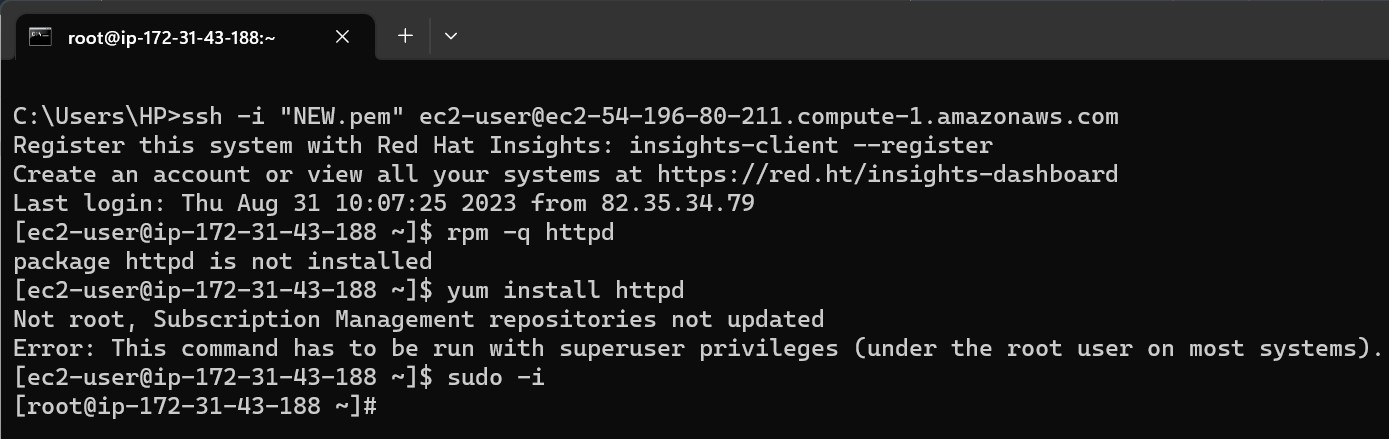 root@ip-172-31-43-188:~
C:\Users\HP>ssh -i "NEW.pem" ec2-user@ec2-54-196-80-211.compute-1.amazonaws.com
Register this system with Red Hat Insights: insights-client --register
Create an account or view all your systems at https://red.ht/insights-dashboard
Last login: Thu Aug 31 10:07:25 2023 from 82.35.34.79
[ec2-user@ip-172-31-43-188 ~]$ rpm -q httpd
package httpd is not installed
[ec2-user@ip-172-31-43-188 ~]$ yum install httpd
Not root, Subscription Management repositories not updated
Error: This command has to be run with superuser privileges (under the root user on most systems).
[ec2-user@ip-172-31-43-188 ~]$ sudo -i
[root@ip-172-31-43-188 ~]#